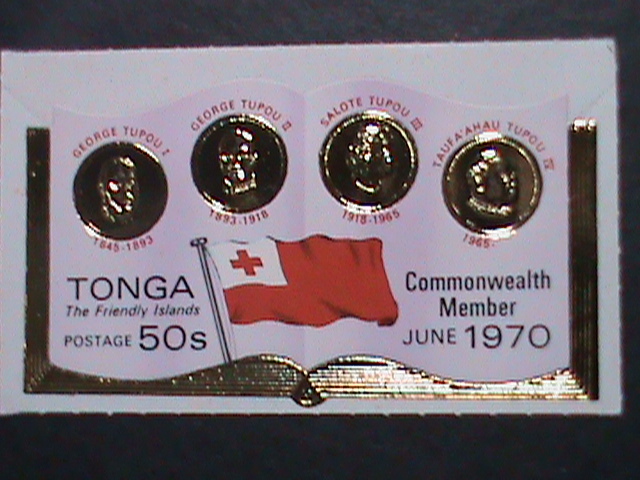 GEORGE TUPOU I
1845-1893
GEORGE TUPOU II
1893-1918
SALOTE TUPOU III
1918-1965
TAUFA'AHAU TUPOU IV
1965-
TONGA
The Friendly Islands
POSTAGE 50s
Commonwealth
Member
JUNE 1970